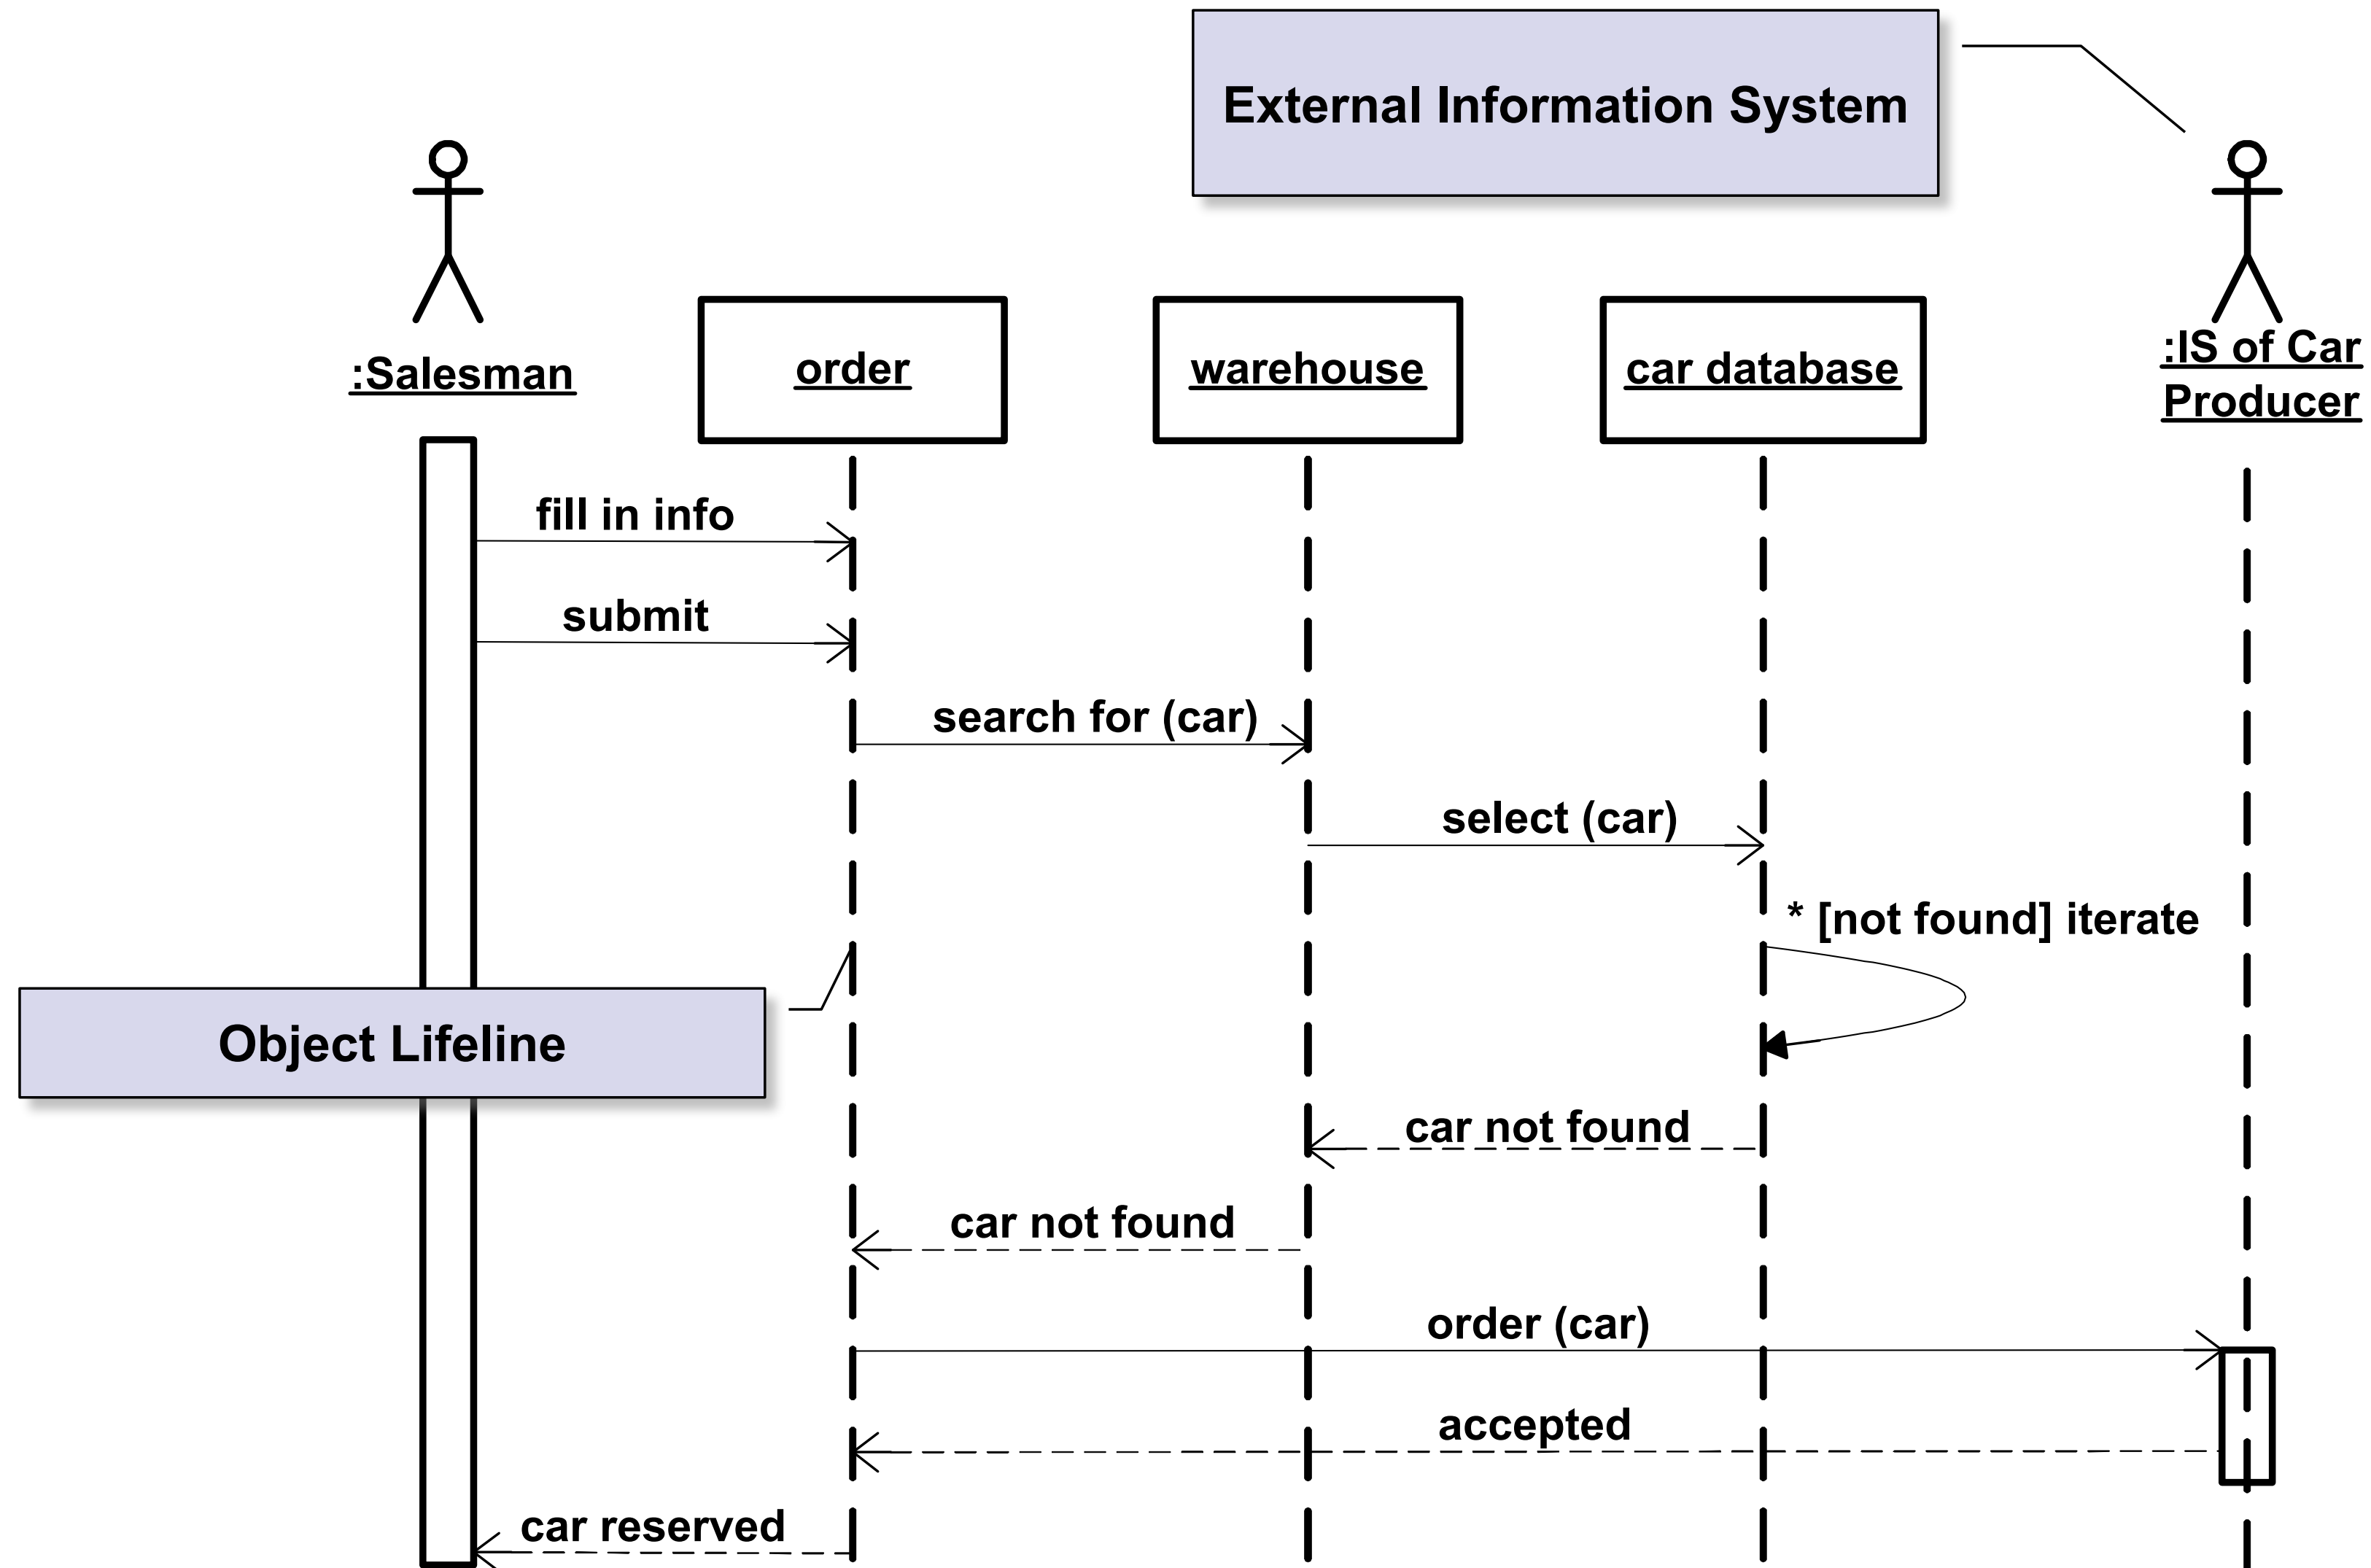 External Information System
:Salesman
order
warehouse
car database
:IS of Car
Producer
fill in info
submit
search for (car)
select (car)
* [not found] iterate
Object Lifeline
car not found
car not found
order (car)
accepted
car reserved